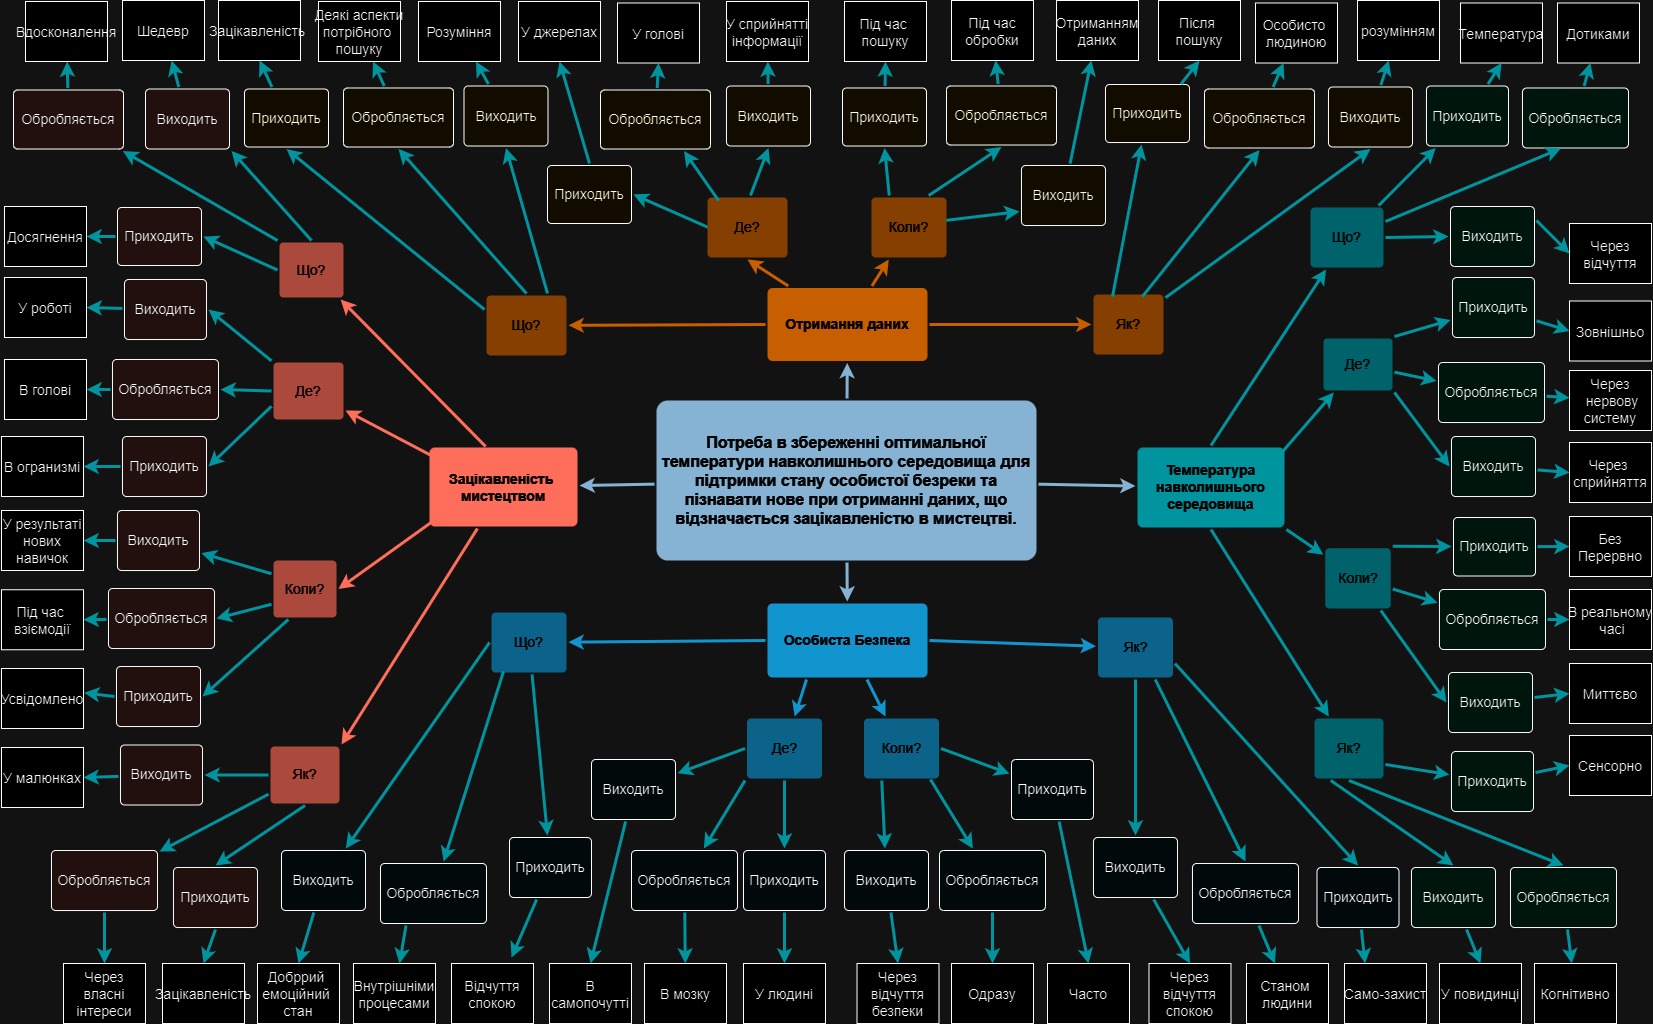 Вдосконалення
Шедевр
Зацікавленість
Деякі аспекти
потрібного
пошуку
Розуміння
У джерелах
У голові
У сприйнятті
інформації
Під час
пошуку
Під час
обробки
Отриманням
даних
Після
пошуку
Особисто
людиною
розумінням
Температура
Дотиками
Обробляється
Виходить
Приходить
Обробляється
Виходить
Обробляється
Виходить
Приходить
Обробляється
Приходить
Обробляється
Виходить
Приходить
Обробляється
Приходить
Виходить
Досягнення
Приходить
Що?
Де?
Коли?
Що?
Виходить
Через
відчуття
У роботі
Виходить
Що?
Отримання даних
Як?
Приходить
Зовнішньо
В голові
Обробляється
Де?
Де?
Обробляється
Через
нервову
систему
В огранизмі
Приходить
Зацікавленість
мистецтвом
Потреба в збереженні оптимальної
температури навколишнього середовища для
підтримки стану особистої безреки та
пізнавати нове при отриманні даних, що
відзначається зацікавленістю в мистецтві.
Температура
навколишнього
середовища
Виходить
Через
сприйняття
У результаті
нових
навичок
Виходить
Приходить
Без
Перервно
Коли?
Коли?
Під час
взіємодії
Обробляється
Обробляється
В реальному
часі
Що?
Особиста Безпека
Як?
Усвідомлено
Приходить
Виходить
Миттєво
У малюнках
Виходить
Як?
Де?
Коли?
Як?
Приходить
Сенсорно
Виходить
Приходить
Обробляється
Приходить
Виходить
Обробляється
Приходить
Обробляється
Приходить
Виходить
Обробляється
Виходить
Обробляється
Приходить
Виходить
Обробляється
Через
власні
інтереси
Зацікавленість
Добррий
емоційний
стан
Внутрішніми
процесами
Відчуття
спокою
В
самопочутті
В мозку
У людині
Через
відчуття
безпеки
Одразу
Часто
Через
відчуття
спокою
Станом
людини
Само-захист
У повидинці
Когнітивно